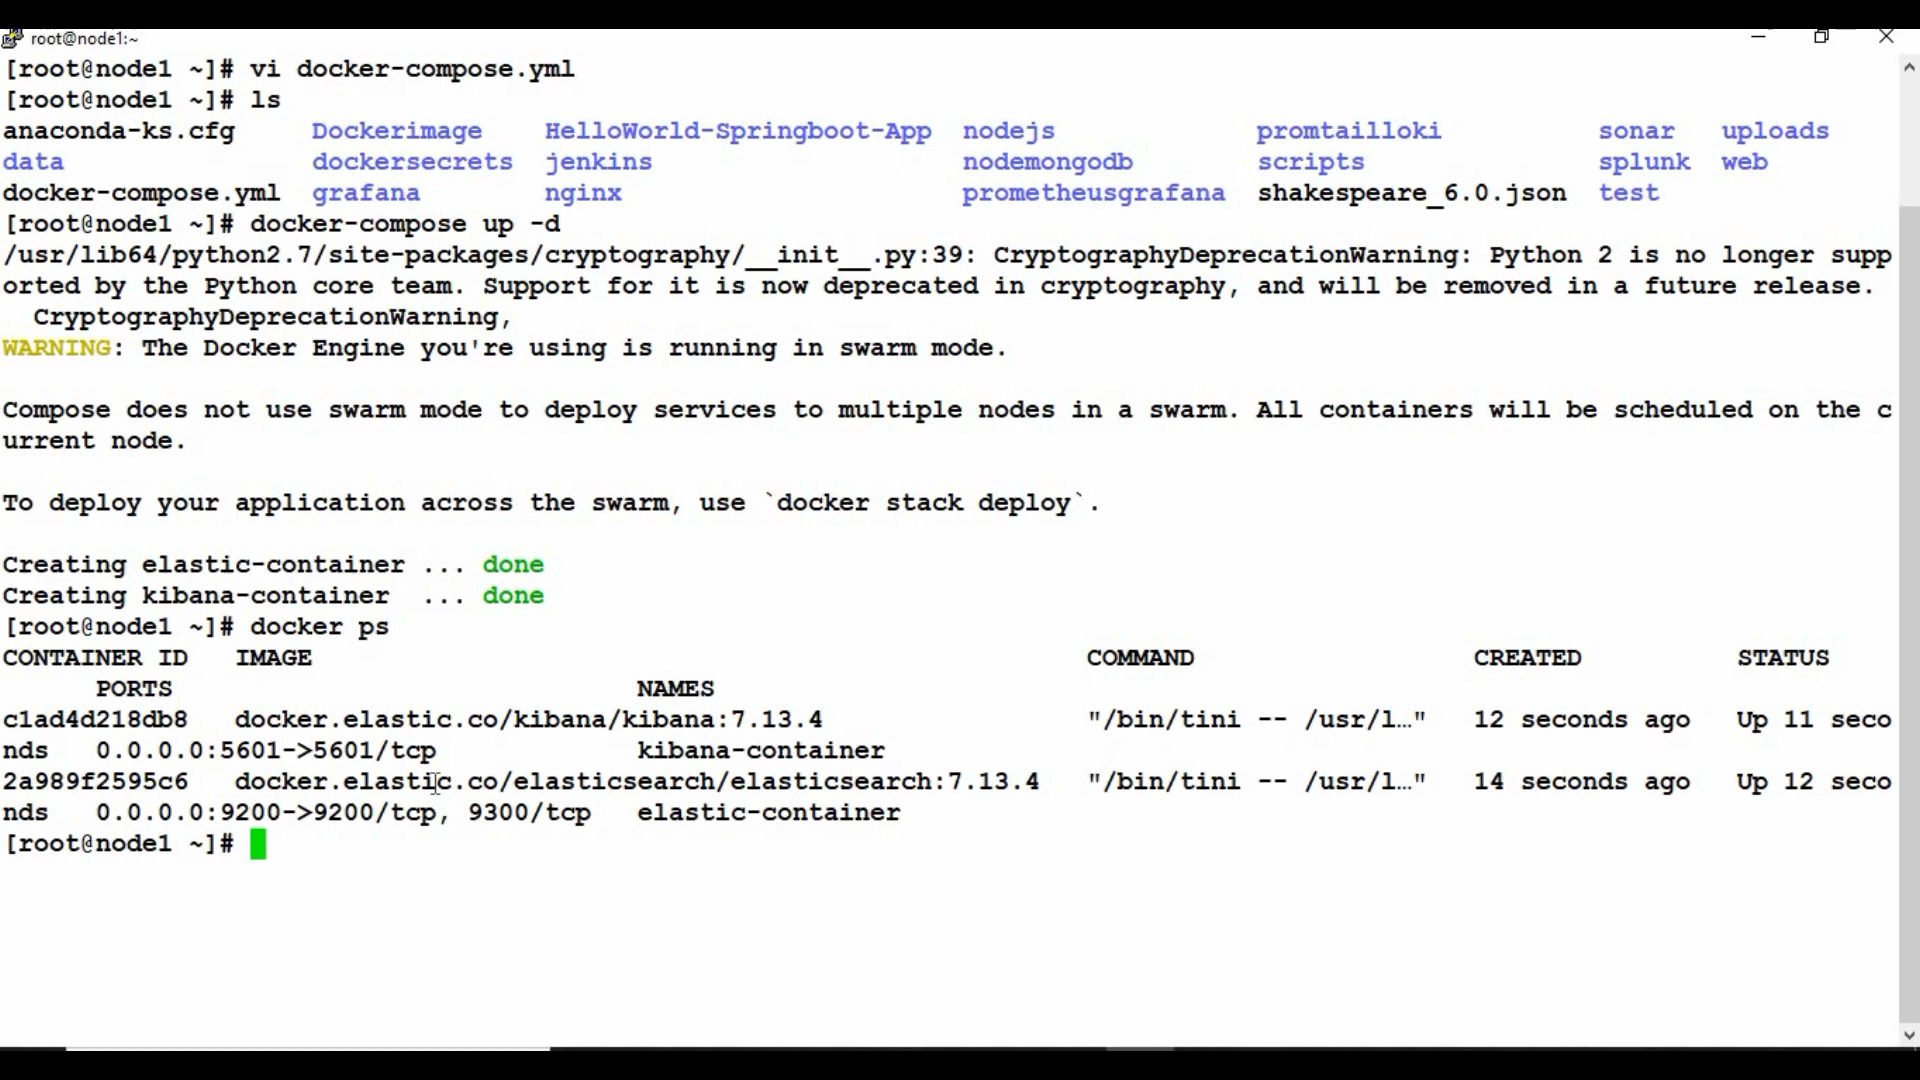 root@node1:~
[root@node1 ~]# vi docker-compose.yml
[root@node1 ~]# ls
anaconda-ks.cfg Dockerimage HelloWorld-Springboot-App nodejs promtailloki sonar uploads
data dockersecrets jenkins nodemongodb scripts splunk web
docker-compose.yml grafana nginx prometheusgrafana shakespeare_6.0.json test
[root@node1 ~]# docker-compose up -d
/usr/lib64/python2.7/site-packages/cryptography/__init__.py:39: CryptographyDeprecationWarning: Python 2 is no longer supp
orted by the Python core team. Support for it is now deprecated in cryptography, and will be removed in a future release.
CryptographyDeprecationWarning,
WARNING: The Docker Engine you're using is running in swarm mode.
Compose does not use swarm mode to deploy services to multiple nodes in a swarm. All containers will be scheduled on the c
urrent node.
To deploy your application across the swarm, use `docker stack deploy`.
Creating elastic-container ... done
Creating kibana-container ... done
[root@node1 ~]# docker ps
CONTAINER ID IMAGE COMMAND CREATED STATUS
PORTS NAMES
c1ad4d218db8 docker.elastic.co/kibana/kibana:7.13.4 "/bin/tini -- /usr/l…" 12 seconds ago Up 11 seco
nds 0.0.0.0:5601->5601/tcp kibana-container
2a989f2595c6 docker.elastic.co/elasticsearch/elasticsearch:7.13.4 "/bin/tini -- /usr/l…" 14 seconds ago Up 12 seco
nds 0.0.0.0:9200->9200/tcp, 9300/tcp elastic-container
[root@node1 ~]#